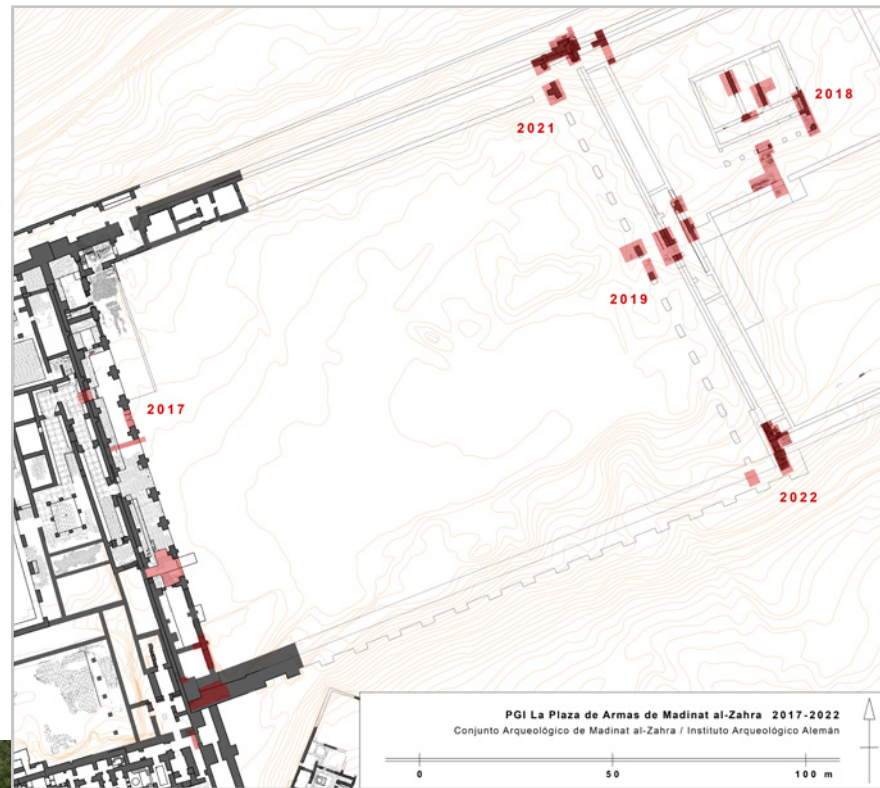 2018
2021
2019
2017
2022
PGI La Plaza de Armas de Madinat al-Zahra 2017-2022
Conjunto Arqueológico de Madinat al-Zahra / Instituto Arqueológico Alemán
0 50 100 m